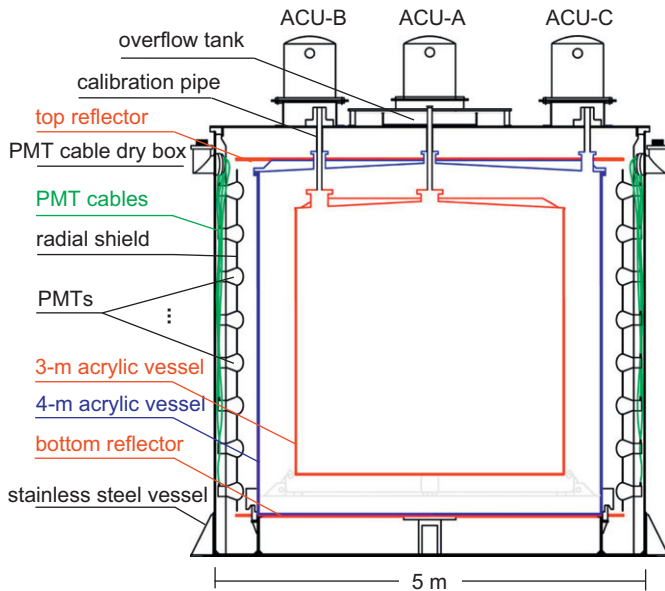 ACU-B ACU-A ACU-C
overflow tank
calibration pipe
top reflector
PMT cable dry box
PMT cables
radial shield
PMTs
3-m acrylic vessel
4-m acrylic vessel
bottom reflector
stainless steel vessel
5 m